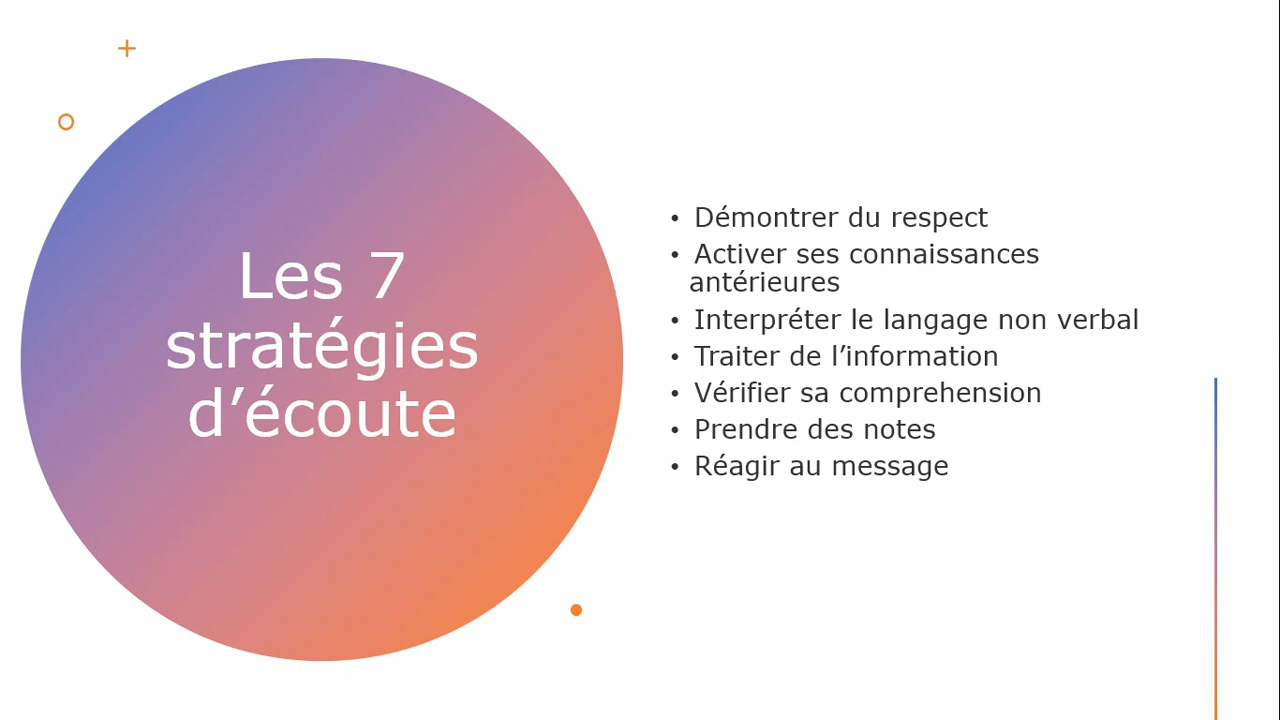 Les 7
stratégies
d’écoute
• Démontrer du respect
• Activer ses connaissances
antérieures
• Interpréter le langage non verbal
• Traiter de l’information
• Vérifier sa comprehension
• Prendre des notes
• Réagir au message